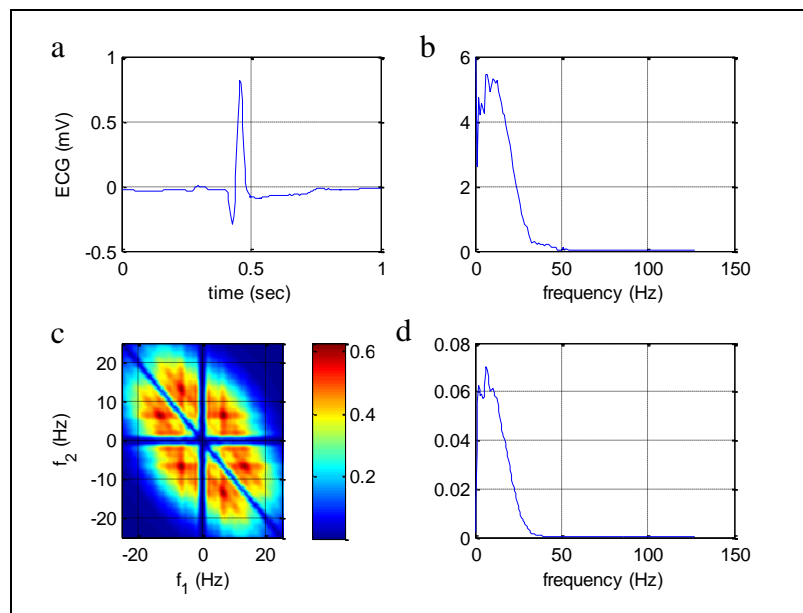 a
1
0.5
0
-0.5
ECG (mV)
0 0.5 1
time (sec)
b
6
4
2
0
0 50 100 150
frequency (Hz)
c
20
10
0
-10
-20
f_2 (Hz)
-20 0 20
f_1 (Hz)
0.6
0.4
0.2
d
0.08
0.06
0.04
0.02
0
0 50 100 150
frequency (Hz)